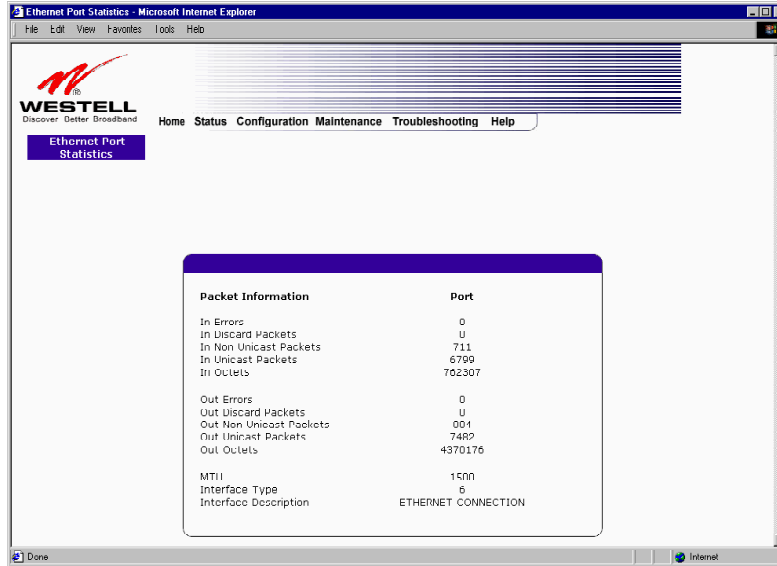 Ethernet Port Statistics - Microsoft Internet Explorer
File Edit View Favorites Tools Help
WESTELL
Discover Better Broadband
Home Status Configuration Maintenance Troubleshooting Help
Ethernet Port
Statistics
Packet Information Port
In Errors 0
In Discard Packets 0
In Non Unicast Packets 711
In Unicast Packets 6799
In Octets 762307
Out Errors 0
Out Discard Packets 0
Out Non Unicast Packets
Out Unicast Packets 7482
Out Octets 4370176
MTU 1500
Interface Type 6
Interface Description ETHERNET CONNECTION
Done Internet